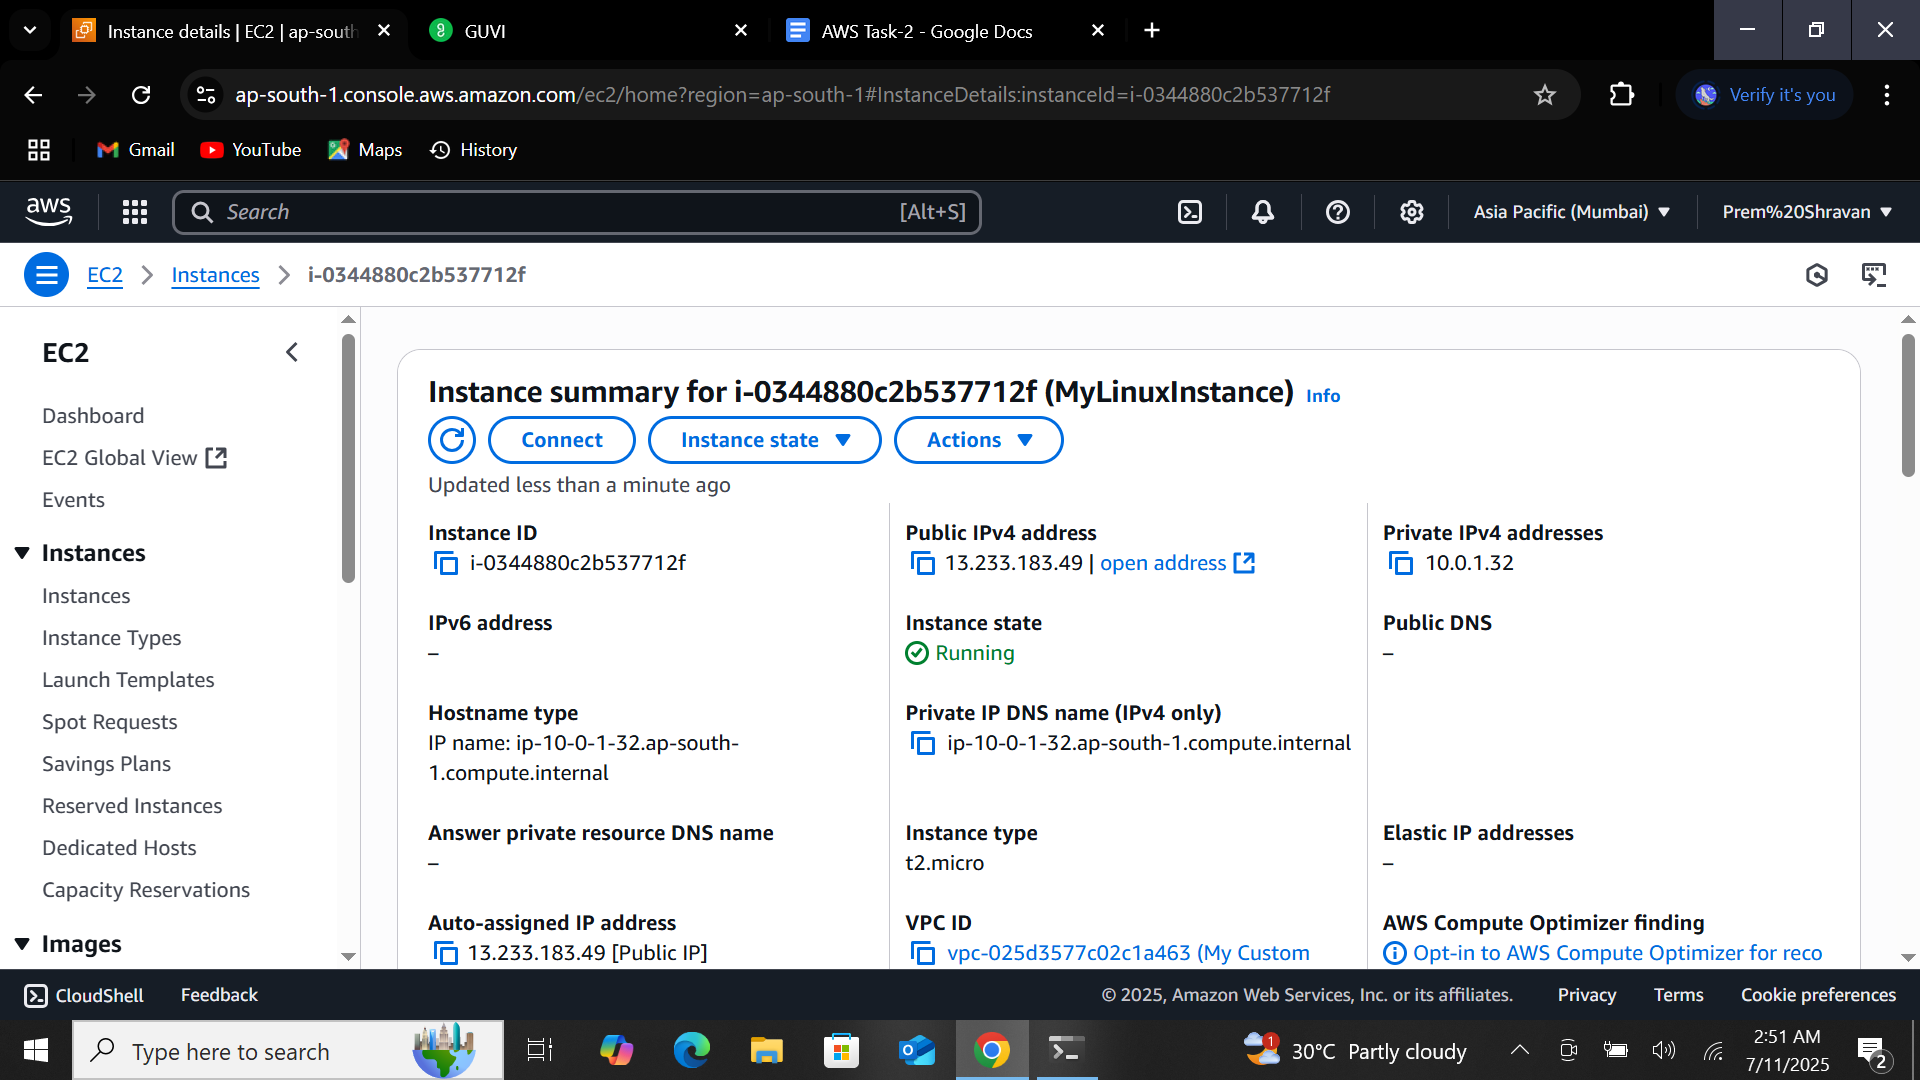 Instance details | EC2 | ap-south
GUVI
AWS Task-2 - Google Docs
ap-south-1.console.aws.amazon.com/ec2/home?region=ap-south-1#InstanceDetails:instanceId=i-0344880c2b537712f
Verify it's you
Gmail
YouTube
Maps
History
aws
Search
[Alt+S]
Asia Pacific (Mumbai)
Prem%20Shravan
EC2
Instances
i-0344880c2b537712f
EC2
Dashboard
EC2 Global View
Events
Instances
Instances
Instance Types
Launch Templates
Spot Requests
Savings Plans
Reserved Instances
Dedicated Hosts
Capacity Reservations
Images
Instance summary for i-0344880c2b537712f (MyLinuxInstance) Info
Connect
Instance state
Actions
Updated less than a minute ago
Instance ID
i-0344880c2b537712f
Public IPv4 address
13.233.183.49 | open address
Private IPv4 addresses
10.0.1.32
IPv6 address
–
Instance state
Running
Public DNS
–
Hostname type
IP name: ip-10-0-1-32.ap-south-
1.compute.internal
Private IP DNS name (IPv4 only)
ip-10-0-1-32.ap-south-1.compute.internal
Answer private resource DNS name
–
Instance type
t2.micro
Elastic IP addresses
–
Auto-assigned IP address
13.233.183.49 [Public IP]
VPC ID
vpc-025d3577c02c1a463 (My Custom
AWS Compute Optimizer finding
Opt-in to AWS Compute Optimizer for reco
CloudShell
Feedback
© 2025, Amazon Web Services, Inc. or its affiliates.
Privacy
Terms
Cookie preferences
Type here to search
1
30°C Partly cloudy
2:51 AM
7/11/2025
2